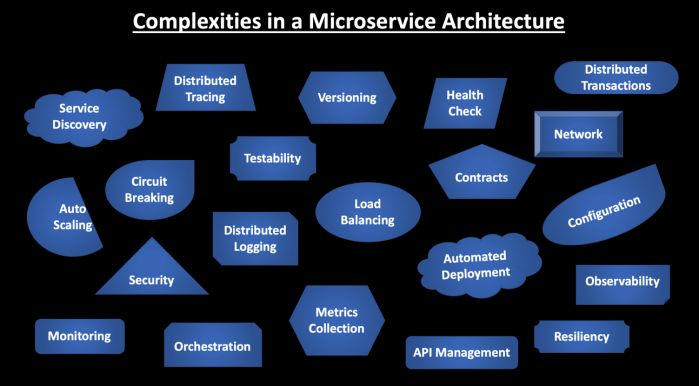 Complexities in a Microservice Architecture
Distributed
Tracing
Versioning
Health
Check
Distributed
Transactions
Service
Discovery
Network
Testability
Circuit
Breaking
Contracts
Auto
Scaling
Load
Balancing
Configuration
Distributed
Logging
Automated
Deployment
Security
Observability
Metrics
Collection
Monitoring
Orchestration
API Management
Resiliency